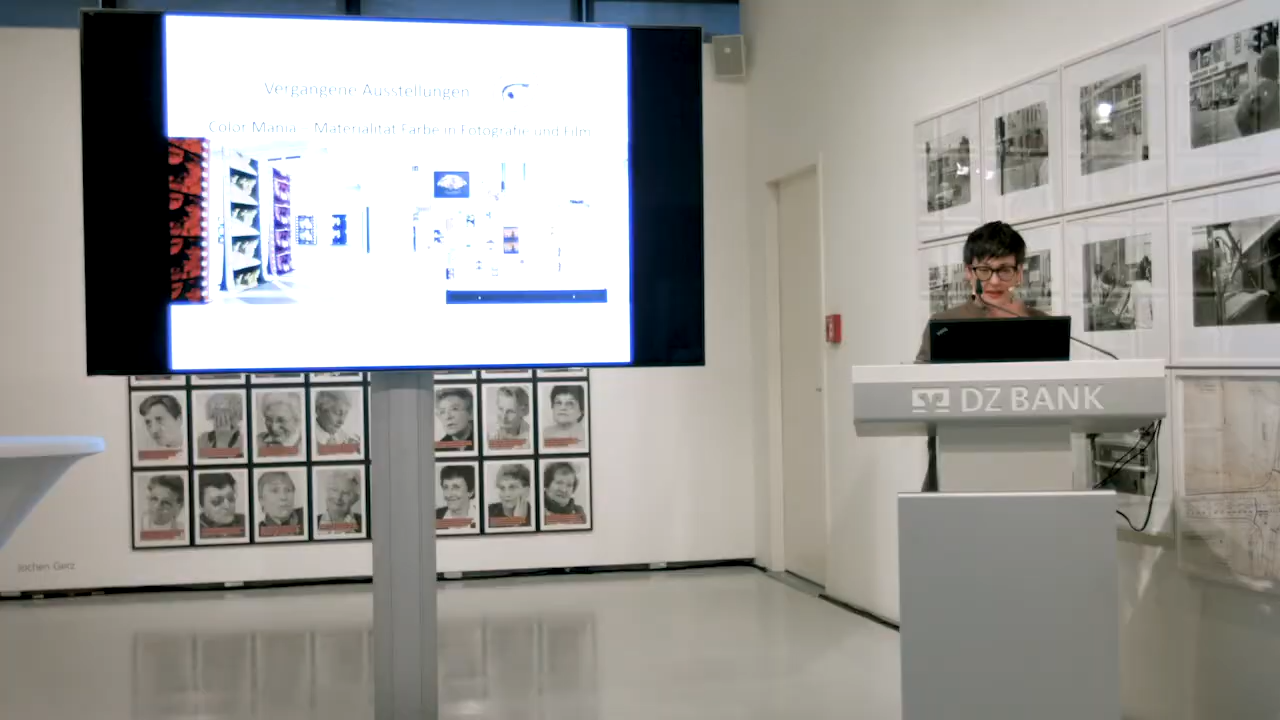 Vergangene Ausstellungen
Color Mania – Materialität Farbe in Fotografie und Film
DZ BANK
Jochen Gerz